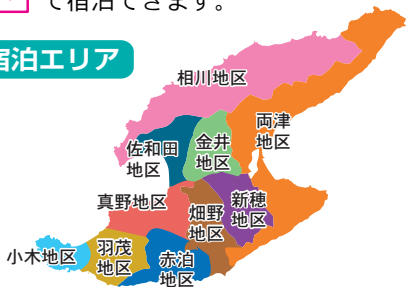 で宿泊できます。
宿泊エリア
相川地区
両津
地区
佐和田
地区
金井
地区
真野地区
畑野
地区
新穂
地区
小木地区
羽茂
地区
赤泊
地区